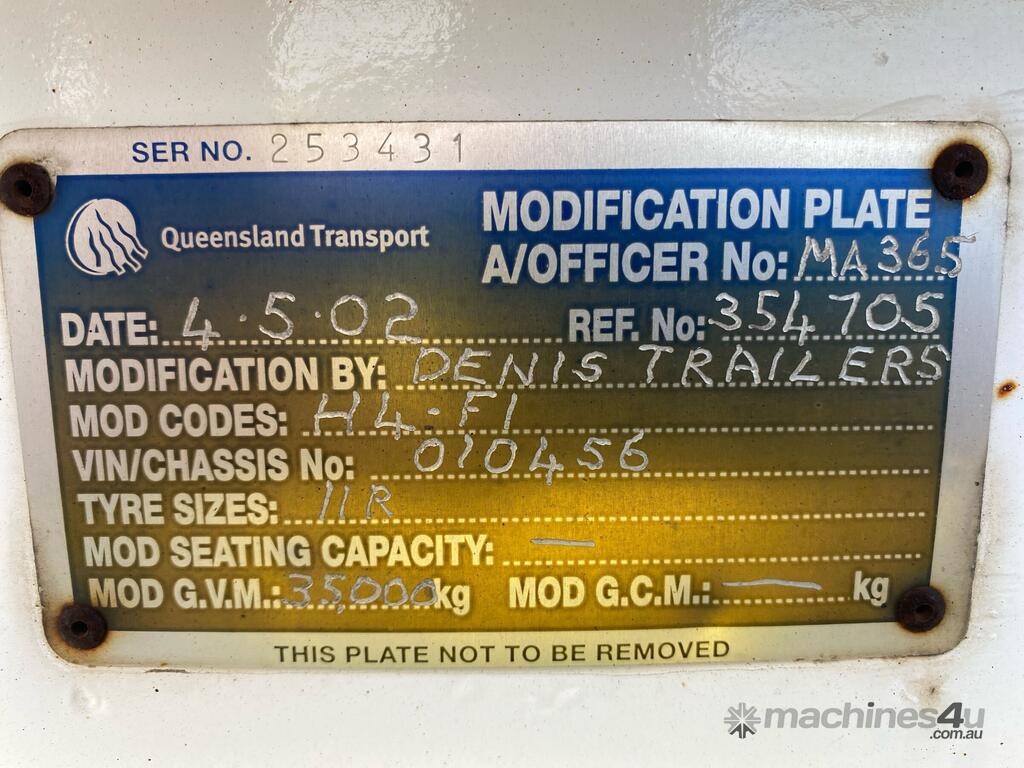 SER NO. 253431
Queensland Transport
MODIFICATION PLATE
A/OFFICER No: MA365
DATE: 4.5.02 REF. No: 354705
MODIFICATION BY: DENIS TRAILERS
MOD CODES: H4-F1
VIN/CHASSIS No: 010456
TYRE SIZES: 11R
MOD SEATING CAPACITY: —
MOD G.V.M.: 35,000 kg MOD G.C.M.: — kg
THIS PLATE NOT TO BE REMOVED
machines4u
.com.au